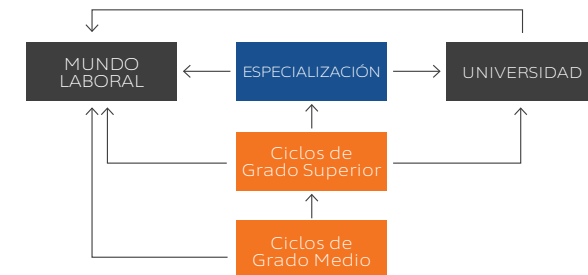 MUNDO
LABORAL
ESPECIALIZACIÓN
UNIVERSIDAD
Ciclos de
Grado Superior
Ciclos de
Grado Medio